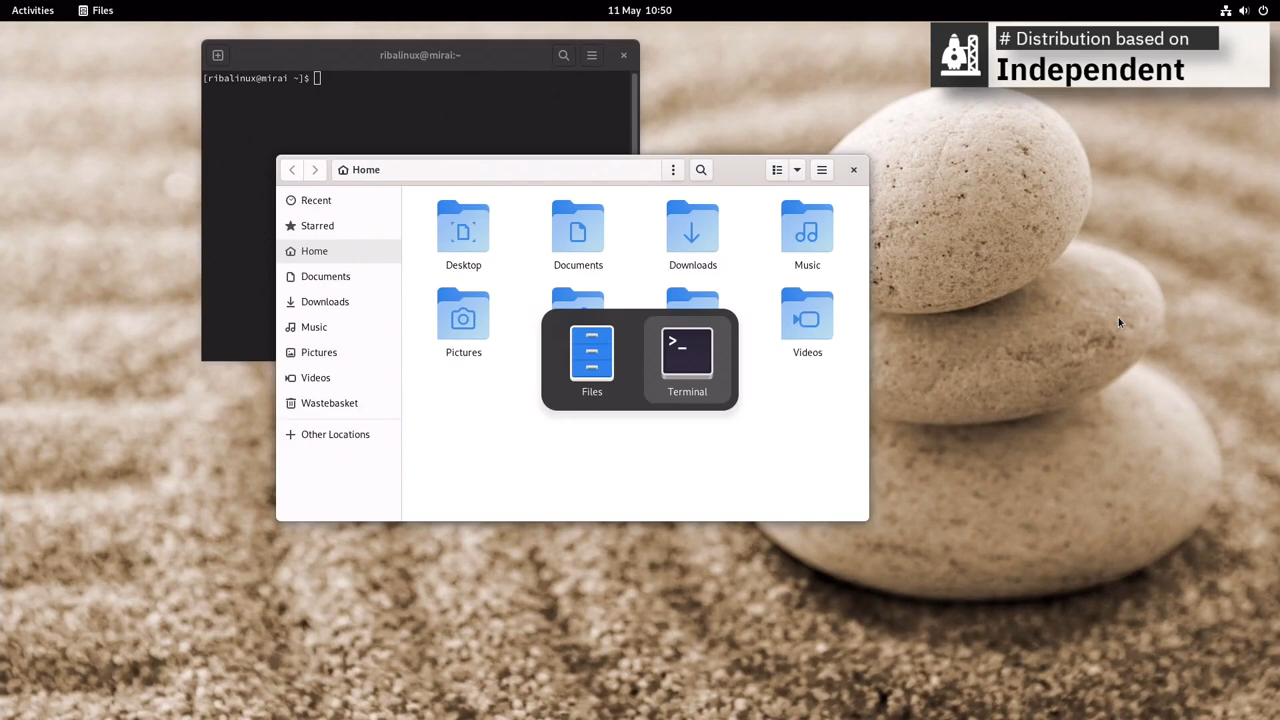 Activities
Files
11 May 10:50
# Distribution based on
Independent
ribalinux@mirai:~
[ribalinux@mirai ~]$
Home
Recent
Starred
Home
Documents
Downloads
Music
Pictures
Videos
Wastebasket
Other Locations
Desktop
Documents
Downloads
Music
Pictures
Videos
>_
Files
Terminal